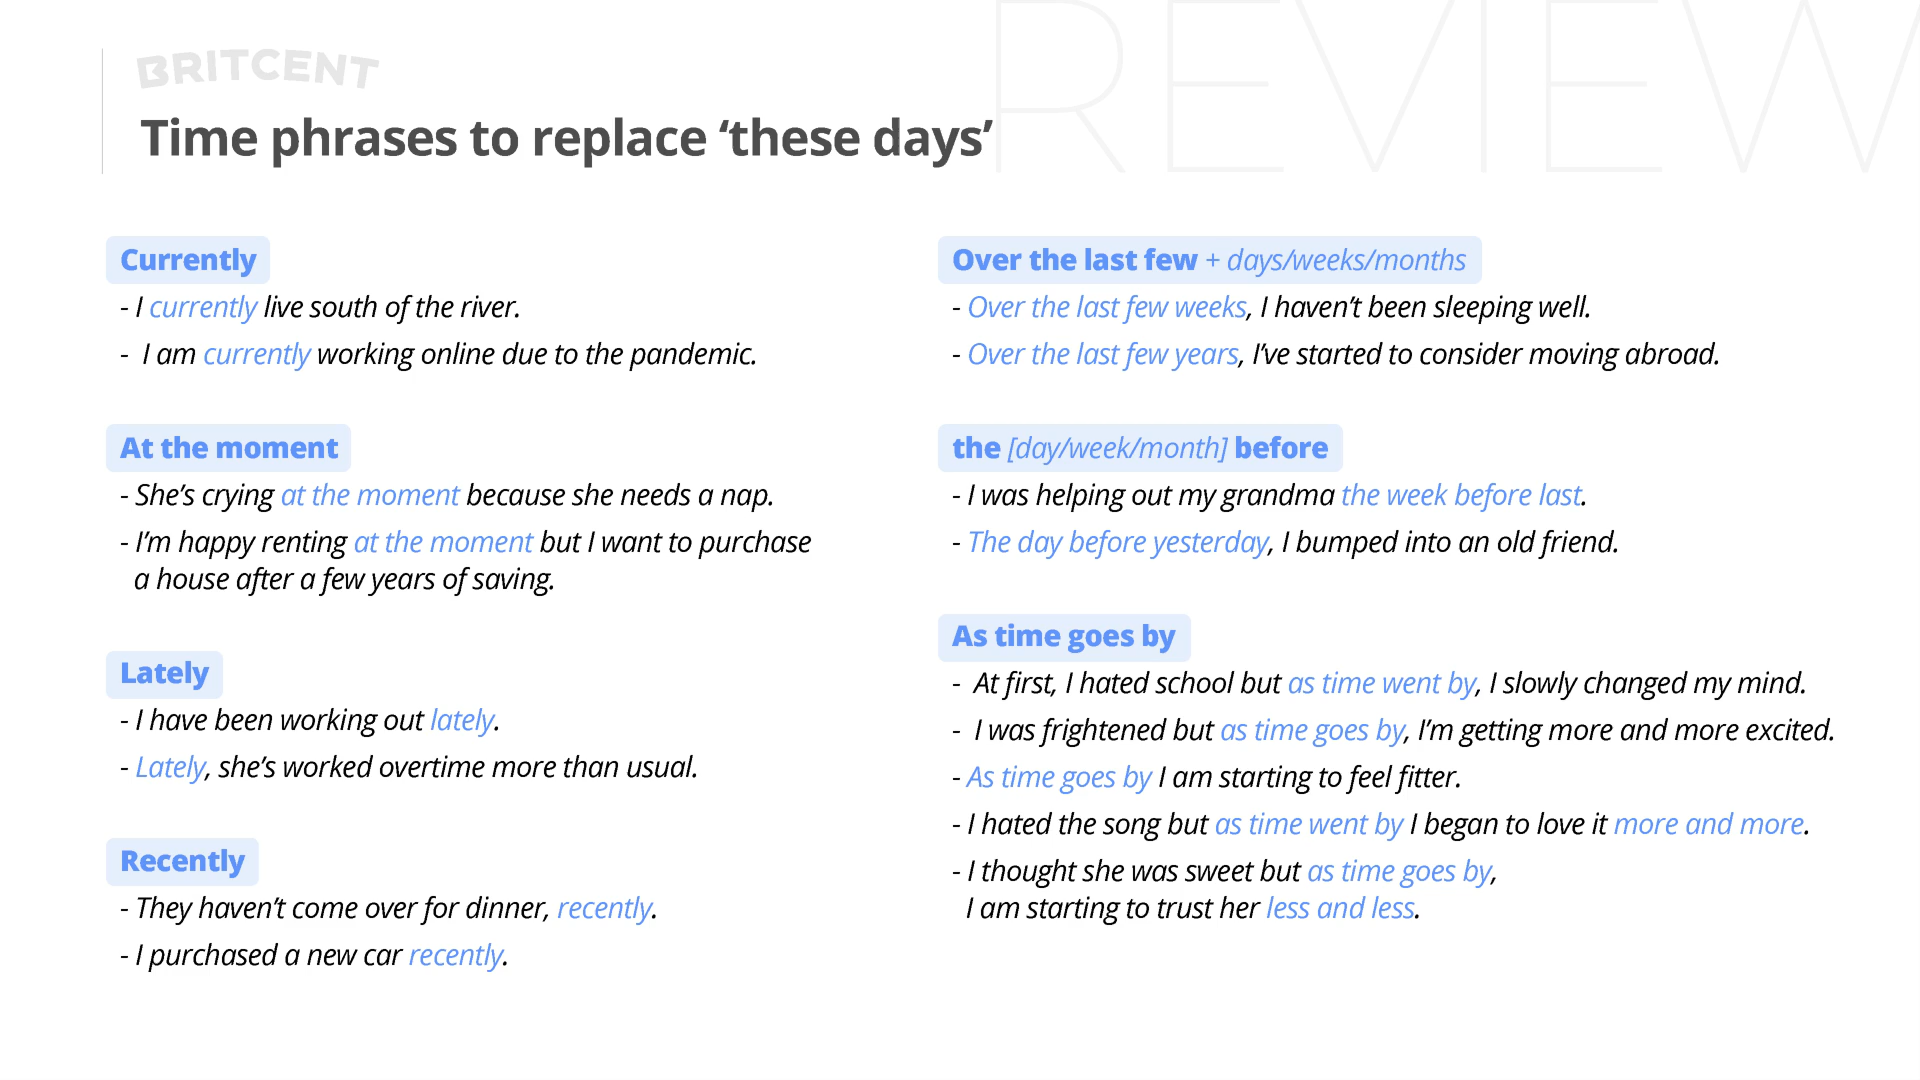 BRITCENT
REVIEW
Time phrases to replace ‘these days’
Currently
- I currently live south of the river.
- I am currently working online due to the pandemic.
At the moment
- She’s crying at the moment because she needs a nap.
- I’m happy renting at the moment but I want to purchase
a house after a few years of saving.
Lately
- I have been working out lately.
- Lately, she’s worked overtime more than usual.
Recently
- They haven’t come over for dinner, recently.
- I purchased a new car recently.
Over the last few + days/weeks/months
- Over the last few weeks, I haven’t been sleeping well.
- Over the last few years, I’ve started to consider moving abroad.
the [day/week/month] before
- I was helping out my grandma the week before last.
- The day before yesterday, I bumped into an old friend.
As time goes by
- At first, I hated school but as time went by, I slowly changed my mind.
- I was frightened but as time goes by, I’m getting more and more excited.
- As time goes by I am starting to feel fitter.
- I hated the song but as time went by I began to love it more and more.
- I thought she was sweet but as time goes by,
I am starting to trust her less and less.